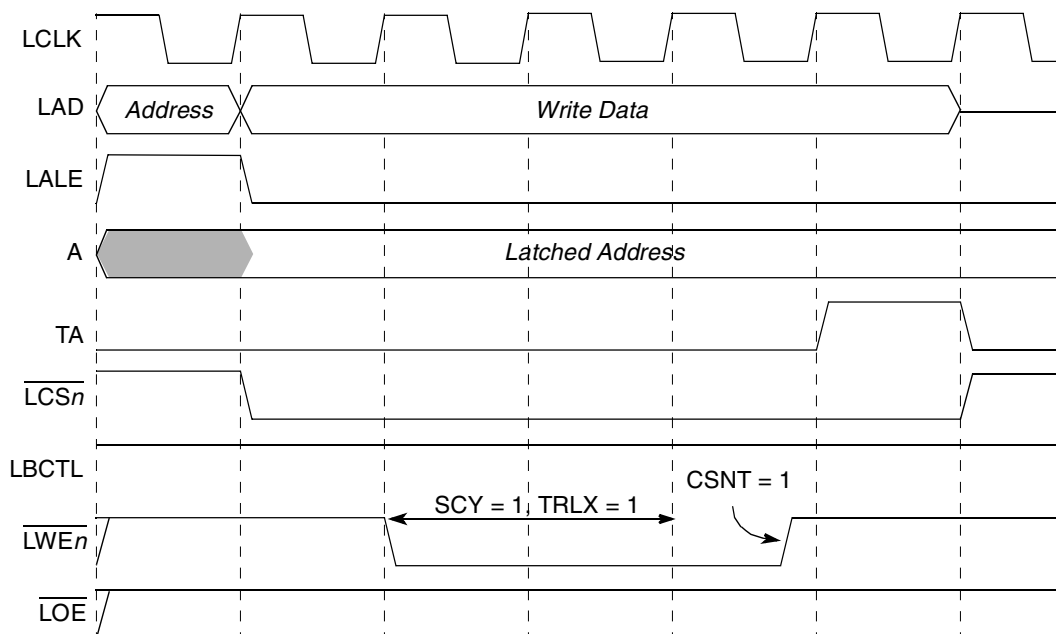 LCLK
LAD Address Write Data
LALE
A Latched Address
TA
LCSn
LBCTL
CSNT = 1
SCY = 1, TRLX = 1
LWEn
LOE